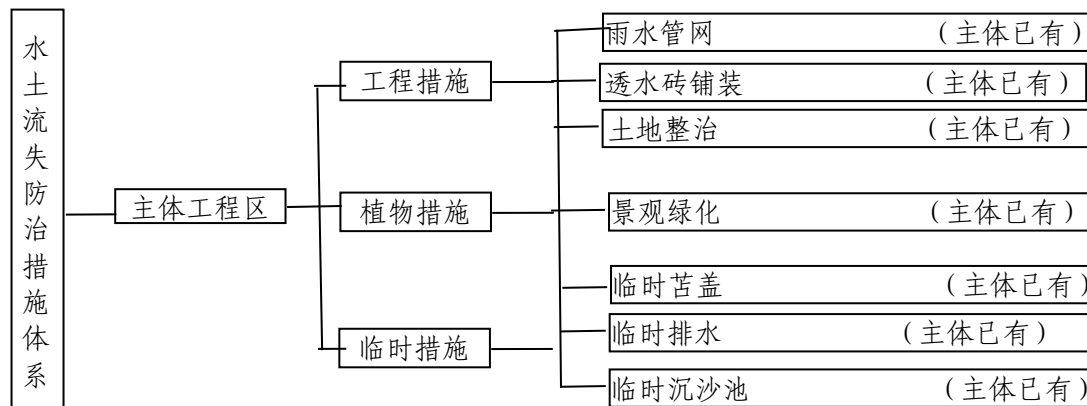 水土流失防治措施体系
主体工程区
工程措施
植物措施
临时措施
雨水管网 (主体已有)
透水砖铺装 (主体已有)
土地整治 (主体已有)
景观绿化 (主体已有)
临时苫盖 (主体已有)
临时排水 (主体已有)
临时沉沙池 (主体已有)